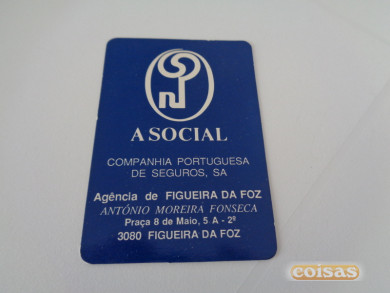 A SOCIAL
COMPANHIA PORTUGUESA
DE SEGUROS, SA
Agência de FIGUEIRA DA FOZ
ANTÓNIO MOREIRA FONSECA
Praça 8 de Maio, 5 A - 2º
3080 FIGUEIRA DA FOZ
coisas